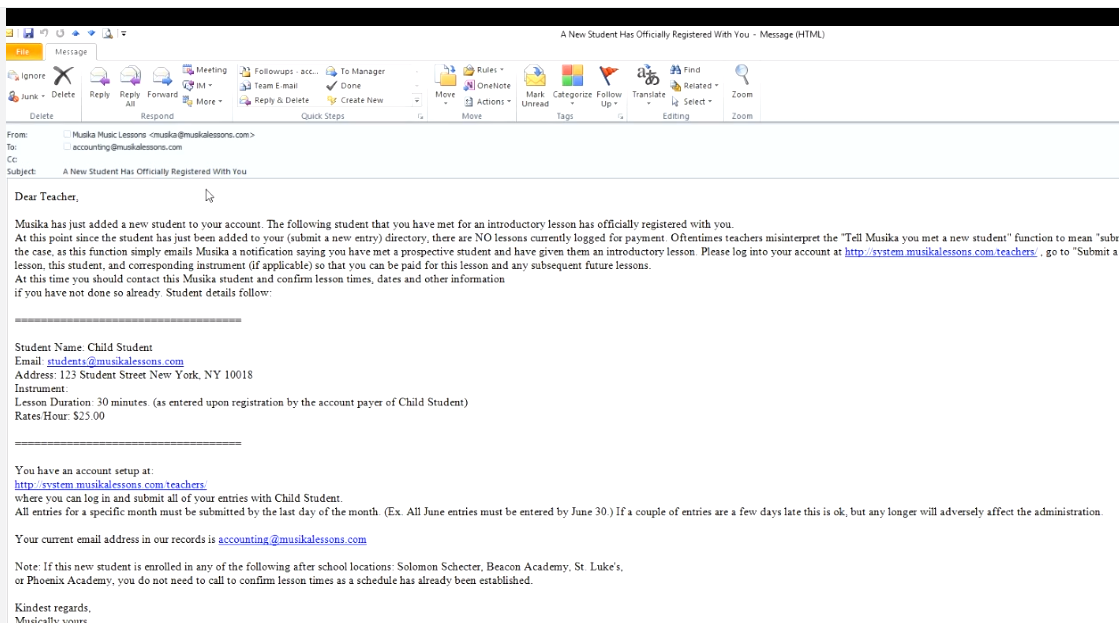 A New Student Has Officially Registered With You - Message (HTML)
File Message
Ignore
Junk
Delete
Reply
Reply All
Forward
Meeting
IM
More
Followups - acc...
Team E-mail
Reply & Delete
To Manager
Done
Create New
Move
Rules
OneNote
Actions
Mark Unread
Categorize
Follow Up
Translate
Find
Related
Select
Zoom
Delete Respond Quick Steps Move Tags Editing Zoom
From: Musika Music Lessons <musika@musikalessons.com>
To: accounting@musikalessons.com
Cc:
Subject: A New Student Has Officially Registered With You
Dear Teacher,
Musika has just added a new student to your account. The following student that you have met for an introductory lesson has officially registered with you.
At this point since the student has just been added to your (submit a new entry) directory, there are NO lessons currently logged for payment. Oftentimes teachers misinterpret the "Tell Musika you met a new student" function to mean "subr
the case, as this function simply emails Musika a notification saying you have met a prospective student and have given them an introductory lesson. Please log into your account at http://system.musikalessons.com/teachers/ , go to "Submit a
lesson, this student, and corresponding instrument (if applicable) so that you can be paid for this lesson and any subsequent future lessons.
At this time you should contact this Musika student and confirm lesson times, dates and other information
if you have not done so already. Student details follow:
===================================
Student Name: Child Student
Email: students@musikalessons.com
Address: 123 Student Street New York, NY 10018
Instrument:
Lesson Duration: 30 minutes. (as entered upon registration by the account payer of Child Student)
Rates/Hour: $25.00
===================================
You have an account setup at:
http://system.musikalessons.com/teachers/
where you can log in and submit all of your entries with Child Student.
All entries for a specific month must be submitted by the last day of the month. (Ex. All June entries must be entered by June 30.) If a couple of entries are a few days late this is ok, but any longer will adversely affect the administration.
Your current email address in our records is accounting@musikalessons.com
Note: If this new student is enrolled in any of the following after school locations: Solomon Schecter, Beacon Academy, St. Luke's,
or Phoenix Academy, you do not need to call to confirm lesson times as a schedule has already been established.
Kindest regards,
Musically yours